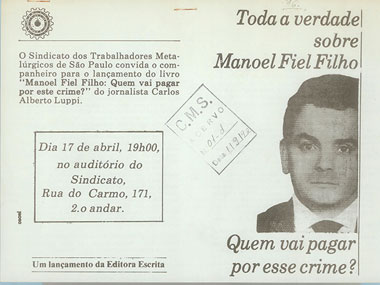 O Sindicato dos Trabalhadores Meta-
lúrgicos de São Paulo convida o com-
panheiro para o lançamento do livro
"Manoel Fiel Filho: Quem vai pagar
por este crime?" do jornalista Carlos
Alberto Luppi.
Dia 17 de abril, 19h00,
no auditório do
Sindicato,
Rua do Carmo, 171,
2.o andar.
Um lançamento da Editora Escrita
Toda a verdade
sobre
Manoel Fiel Filho
C.M.S.
ACERVO
Quem vai pagar
por esse crime?